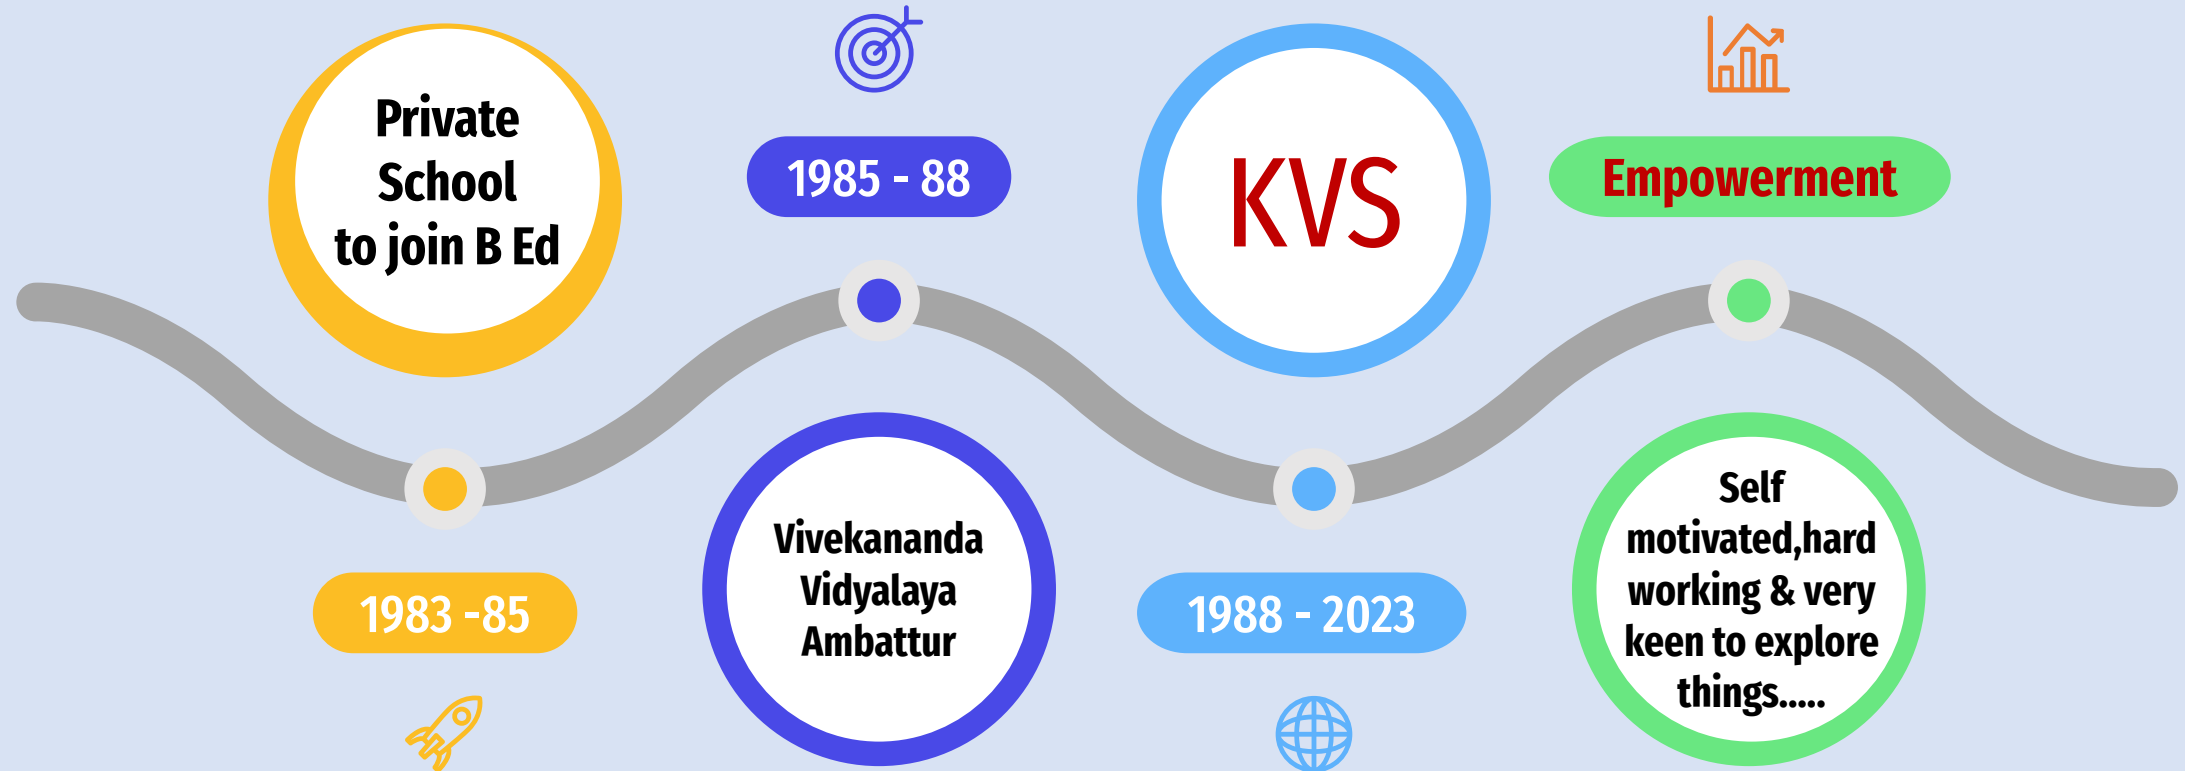 Private
School
to join B Ed
1983 -85
1985 - 88
Vivekananda
Vidyalaya
Ambattur
KVS
1988 - 2023
Empowerment
Self
motivated,hard
working & very
keen to explore
things.....